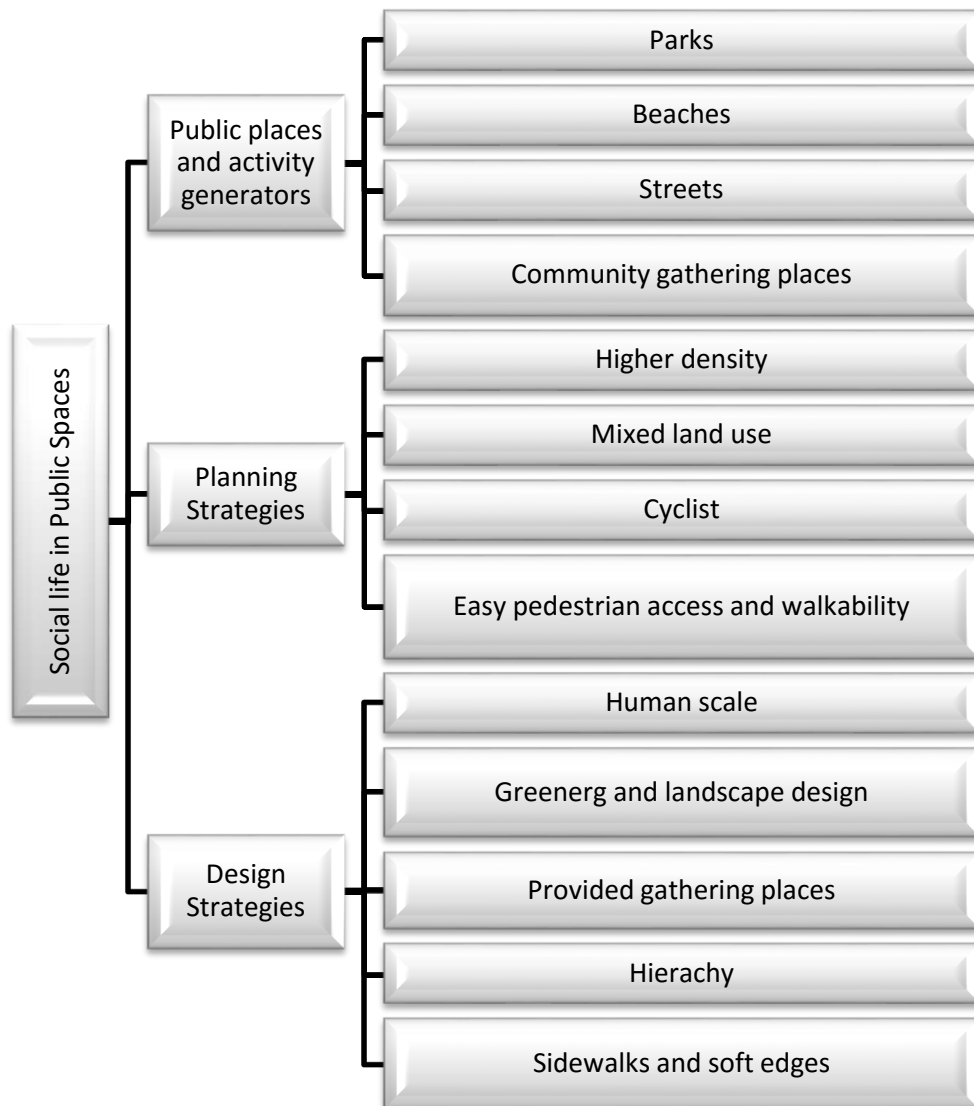 Social life in Public Spaces
Public places
and activity
generators
Parks
Beaches
Streets
Community gathering places
Planning
Strategies
Higher density
Mixed land use
Cyclist
Easy pedestrian access and walkability
Design
Strategies
Human scale
Greenerg and landscape design
Provided gathering places
Hierachy
Sidewalks and soft edges